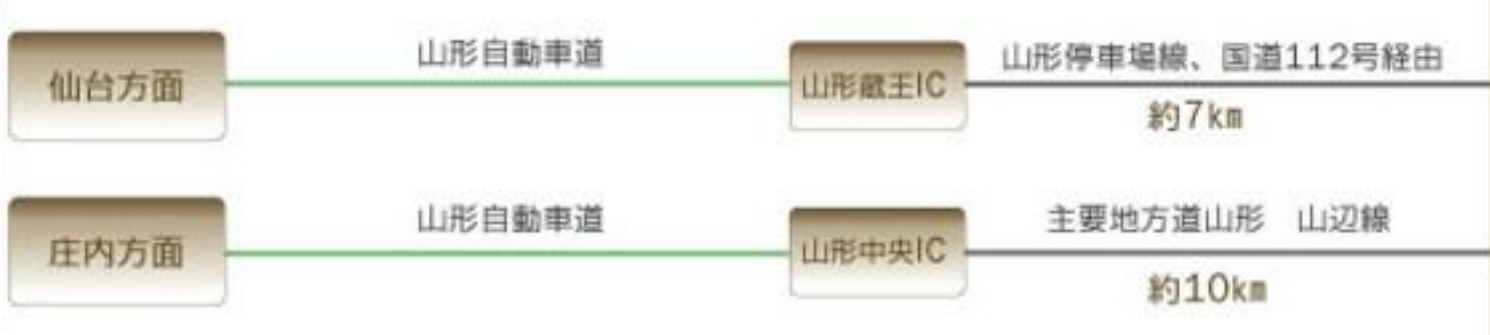 山形自動車道
仙台方面
山形蔵王IC
山形停車場線、国道112号経由
約7km
山形自動車道
庄内方面
山形中央IC
主要地方道山形　山辺線
約10km